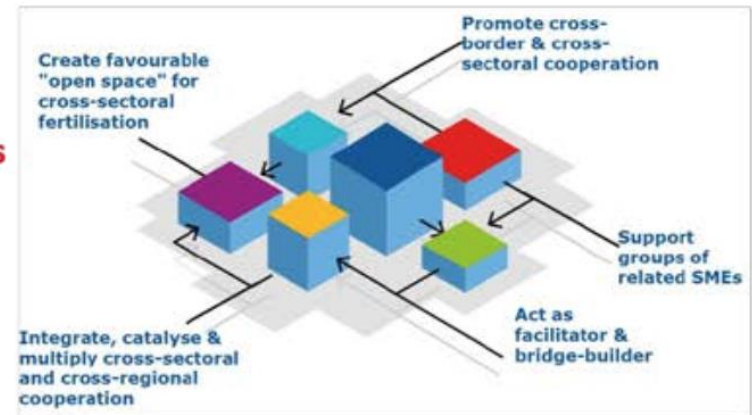 Promote cross-
border & cross-
sectoral cooperation
Create favourable
"open space" for
cross-sectoral
fertilisation
s
Support
groups of
related SMEs
Act as
facilitator &
bridge-builder
Integrate, catalyse &
multiply cross-sectoral
and cross-regional
cooperation